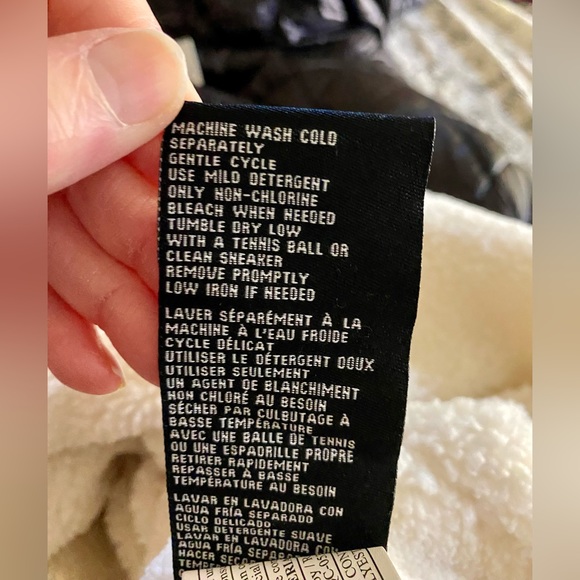 MACHINE WASH COLD
SEPARATELY
GENTLE CYCLE
USE MILD DETERGENT
ONLY NON-CHLORINE
BLEACH WHEN NEEDED
TUMBLE DRY LOW
WITH A TENNIS BALL OR
CLEAN SNEAKER
REMOVE PROMPTLY
LOW IRON IF NEEDED
LAVER SÉPARÉMENT À LA
MACHINE À L'EAU FROIDE
CYCLE DÉLICAT
UTILISER LE DÉTERGENT DOUX
UTILISER SEULEMENT
UN AGENT DE BLANCHIMENT
NON CHLORÉ AU BESOIN
SÉCHER PAR CULBUTAGE À
BASSE TEMPÉRATURE
AVEC UNE BALLE DE TENNIS
OU UNE ESPADRILLE PROPRE
RETIRER RAPIDEMENT
REPASSER À BASSE
TEMPÉRATURE AU BESOIN
LAVAR EN LAVADORA CON
AGUA FRÍA SEPARADO
CICLO DELICADO
USAR DETERGENTE SUAVE
LAVAR EN LAVADORA CON
AGUA FRÍA
HACER